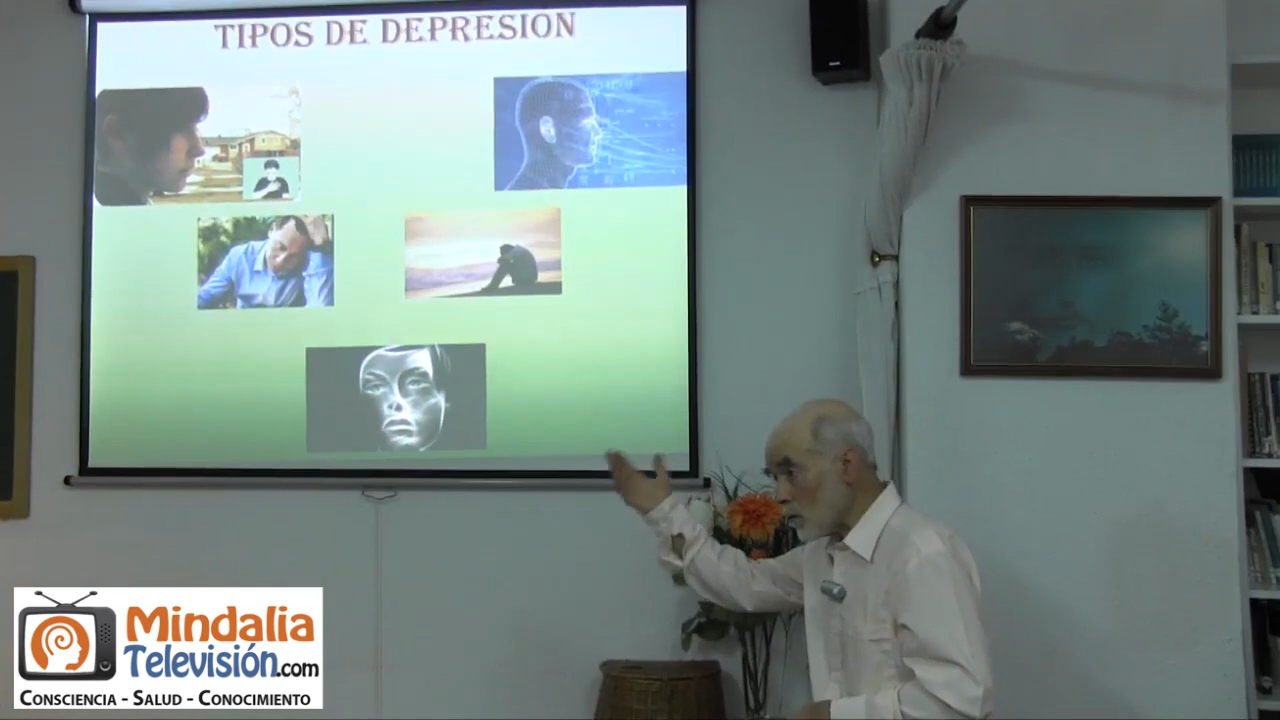 TIPOS DE DEPRESION
Mindalia
Televisión.com
CONSCIENCIA - SALUD - CONOCIMIENTO